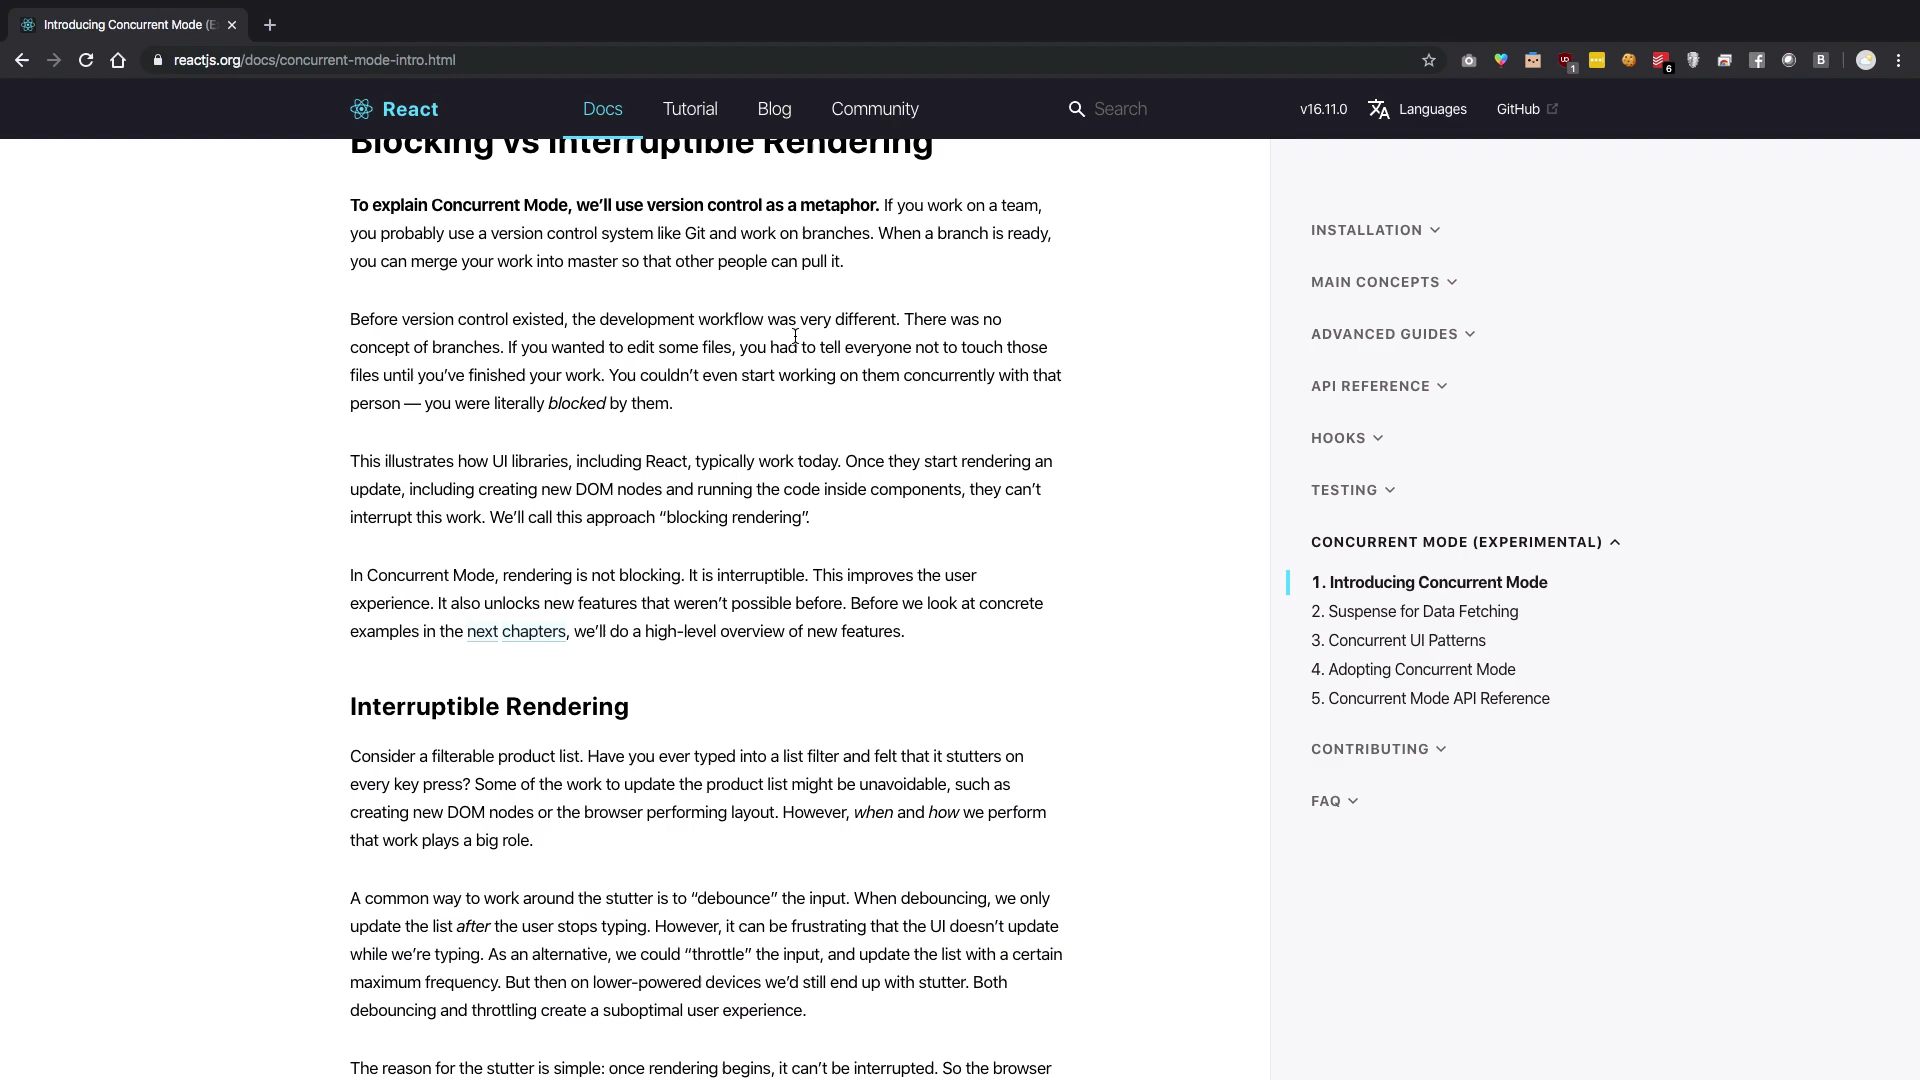 Introducing Concurrent Mode (E
reactjs.org/docs/concurrent-mode-intro.html
1
6
B
React
Docs
Tutorial
Blog
Community
Search
v16.11.0
Languages
GitHub
Blocking vs Interruptible Rendering
To explain Concurrent Mode, we’ll use version control as a metaphor. If you work on a team,
you probably use a version control system like Git and work on branches. When a branch is ready,
you can merge your work into master so that other people can pull it.
Before version control existed, the development workflow was very different. There was no
concept of branches. If you wanted to edit some files, you had to tell everyone not to touch those
files until you’ve finished your work. You couldn’t even start working on them concurrently with that
person — you were literally blocked by them.
This illustrates how UI libraries, including React, typically work today. Once they start rendering an
update, including creating new DOM nodes and running the code inside components, they can’t
interrupt this work. We’ll call this approach “blocking rendering”.
In Concurrent Mode, rendering is not blocking. It is interruptible. This improves the user
experience. It also unlocks new features that weren’t possible before. Before we look at concrete
examples in the next chapters, we’ll do a high-level overview of new features.
Interruptible Rendering
Consider a filterable product list. Have you ever typed into a list filter and felt that it stutters on
every key press? Some of the work to update the product list might be unavoidable, such as
creating new DOM nodes or the browser performing layout. However, when and how we perform
that work plays a big role.
A common way to work around the stutter is to “debounce” the input. When debouncing, we only
update the list after the user stops typing. However, it can be frustrating that the UI doesn’t update
while we’re typing. As an alternative, we could “throttle” the input, and update the list with a certain
maximum frequency. But then on lower-powered devices we’d still end up with stutter. Both
debouncing and throttling create a suboptimal user experience.
The reason for the stutter is simple: once rendering begins, it can’t be interrupted. So the browser
INSTALLATION
MAIN CONCEPTS
ADVANCED GUIDES
API REFERENCE
HOOKS
TESTING
CONCURRENT MODE (EXPERIMENTAL)
1. Introducing Concurrent Mode
2. Suspense for Data Fetching
3. Concurrent UI Patterns
4. Adopting Concurrent Mode
5. Concurrent Mode API Reference
CONTRIBUTING
FAQ